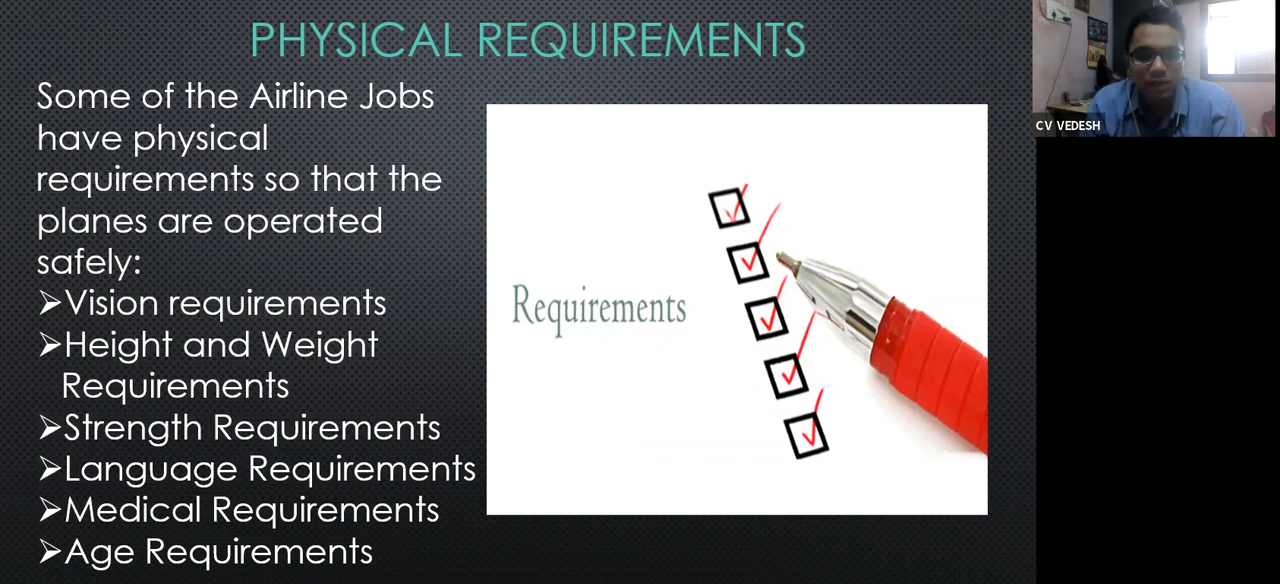 PHYSICAL REQUIREMENTS
Some of the Airline Jobs
have physical
requirements so that the
planes are operated
safely:
➢Vision requirements
➢Height and Weight
Requirements
➢Strength Requirements
➢Language Requirements
➢Medical Requirements
➢Age Requirements
Requirements
CV VEDESH